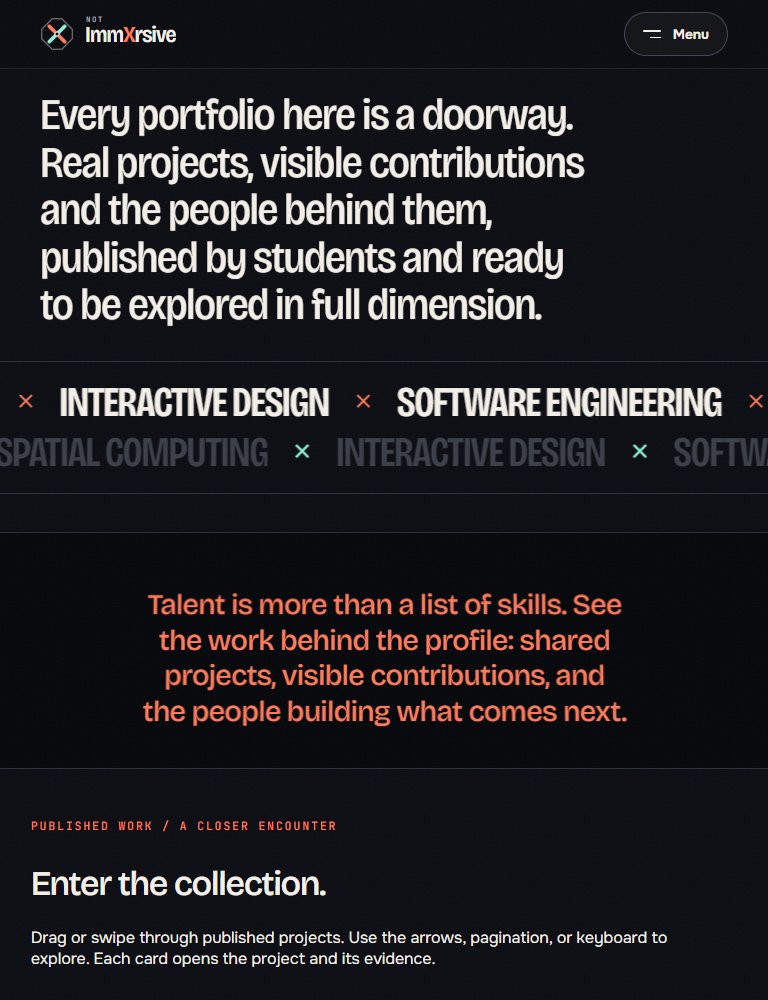 NOT
ImmXrsive
Menu
Every portfolio here is a doorway.
Real projects, visible contributions
and the people behind them,
published by students and ready
to be explored in full dimension.
INTERACTIVE DESIGN
SOFTWARE ENGINEERING
SPATIAL COMPUTING
INTERACTIVE DESIGN
SOFTW
Talent is more than a list of skills. See
the work behind the profile: shared
projects, visible contributions, and
the people building what comes next.
PUBLISHED WORK / A CLOSER ENCOUNTER
Enter the collection.
Drag or swipe through published projects. Use the arrows, pagination, or keyboard to
explore. Each card opens the project and its evidence.